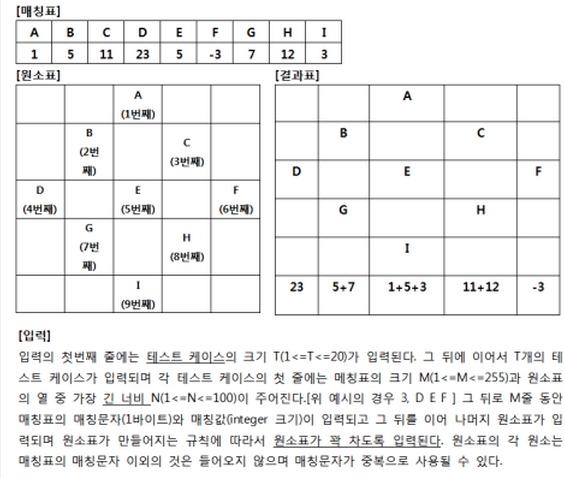 [매칭표]
A B C D E F G H I
1 5 11 23 5 -3 7 12 3
[원소표]
A
(1번째)
B
(2번
째)
C
(3번째)
D
(4번째)
E
(5번째)
F
(6번째)
G
(7번
째)
H
(8번째)
I
(9번째)
[결과표]
A
B C
D E F
G H
I
23 5+7 1+5+3 11+12 -3
[입력]
입력의 첫번째 줄에는 테스트 케이스의 크기 T(1<=T<=20)가 입력된다. 그 뒤에 이어서 T개의 테
스트 케이스가 입력되며 각 테스트 케이스의 첫 줄에는 메칭표의 크기 M(1<=M<=255)과 원소표
의 열 중 가장 긴 너비 N(1<=N<=100)이 주어진다.[위 예시의 경우 3, D E F ] 그 뒤로 M줄 동안
매칭표의 매칭문자(1바이트)와 매칭값(integer 크기)이 입력되고 그 뒤를 이어 나머지 원소표가 입
력되며 원소표가 만들어지는 규칙에 따라서 원소표가 꽉 차도록 입력된다. 원소표의 각 원소는
매칭표의 매칭문자 이외의 것은 들어오지 않으며 매칭문자가 중복으로 사용될 수 있다.